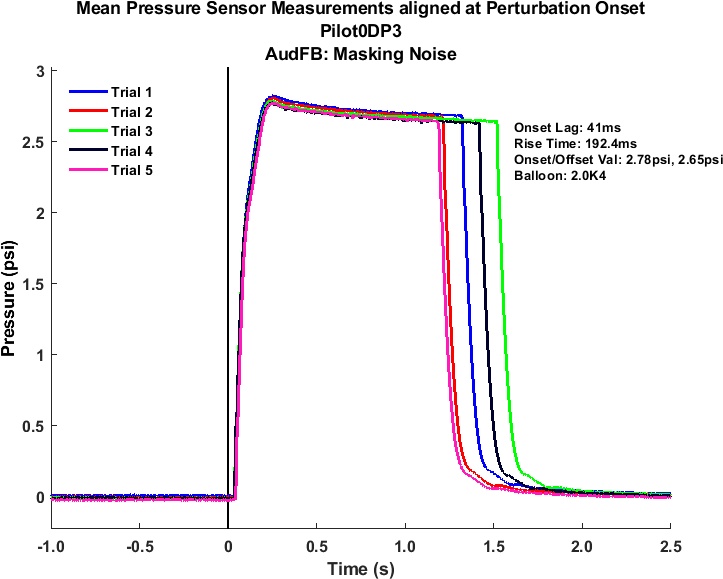 Mean Pressure Sensor Measurements aligned at Perturbation Onset
Pilot0DP3
AudFB: Masking Noise
Trial 1
Trial 2
Trial 3
Trial 4
Trial 5
Onset Lag: 41ms
Rise Time: 192.4ms
Onset/Offset Val: 2.78psi, 2.65psi
Balloon: 2.0K4
Pressure (psi)
3
2.5
2
1.5
1
0.5
0
-1.0
-0.5
0
0.5
1.0
1.5
2.0
2.5
Time (s)